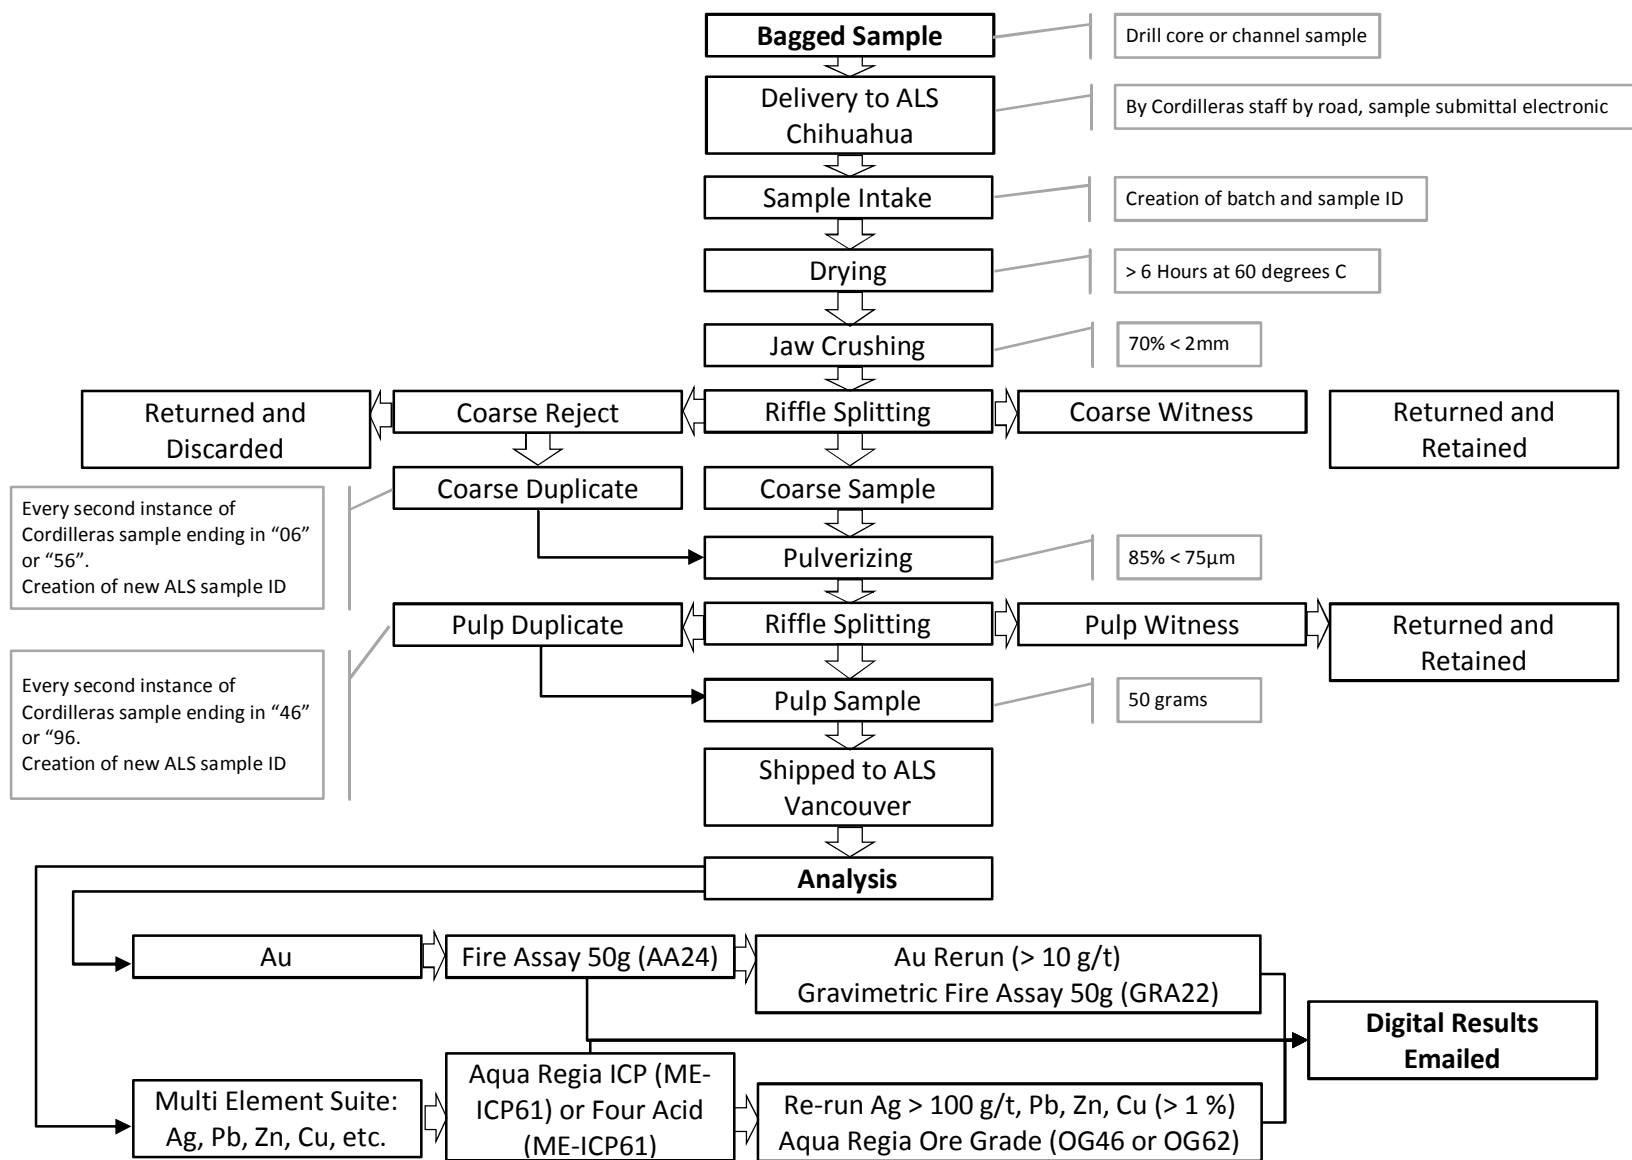 Bagged Sample
Drill core or channel sample
Delivery to ALS
Chihuahua
By Cordilleras staff by road, sample submittal electronic
Sample Intake
Creation of batch and sample ID
Drying
> 6 Hours at 60 degrees C
Jaw Crushing
70% < 2mm
Returned and
Discarded
Coarse Reject
Riffle Splitting
Coarse Witness
Returned and
Retained
Every second instance of
Cordilleras sample ending in “06”
or “56”.
Creation of new ALS sample ID
Coarse Duplicate
Coarse Sample
Pulverizing
85% < 75µm
Pulp Duplicate
Riffle Splitting
Pulp Witness
Returned and
Retained
Every second instance of
Cordilleras sample ending in “46”
or “96.
Creation of new ALS sample ID
Pulp Sample
50 grams
Shipped to ALS
Vancouver
Analysis
Au
Fire Assay 50g (AA24)
Au Rerun (> 10 g/t)
Gravimetric Fire Assay 50g (GRA22)
Digital Results
Emailed
Multi Element Suite:
Ag, Pb, Zn, Cu, etc.
Aqua Regia ICP (ME-
ICP61) or Four Acid
(ME-ICP61)
Re-run Ag > 100 g/t, Pb, Zn, Cu (> 1 %)
Aqua Regia Ore Grade (OG46 or OG62)